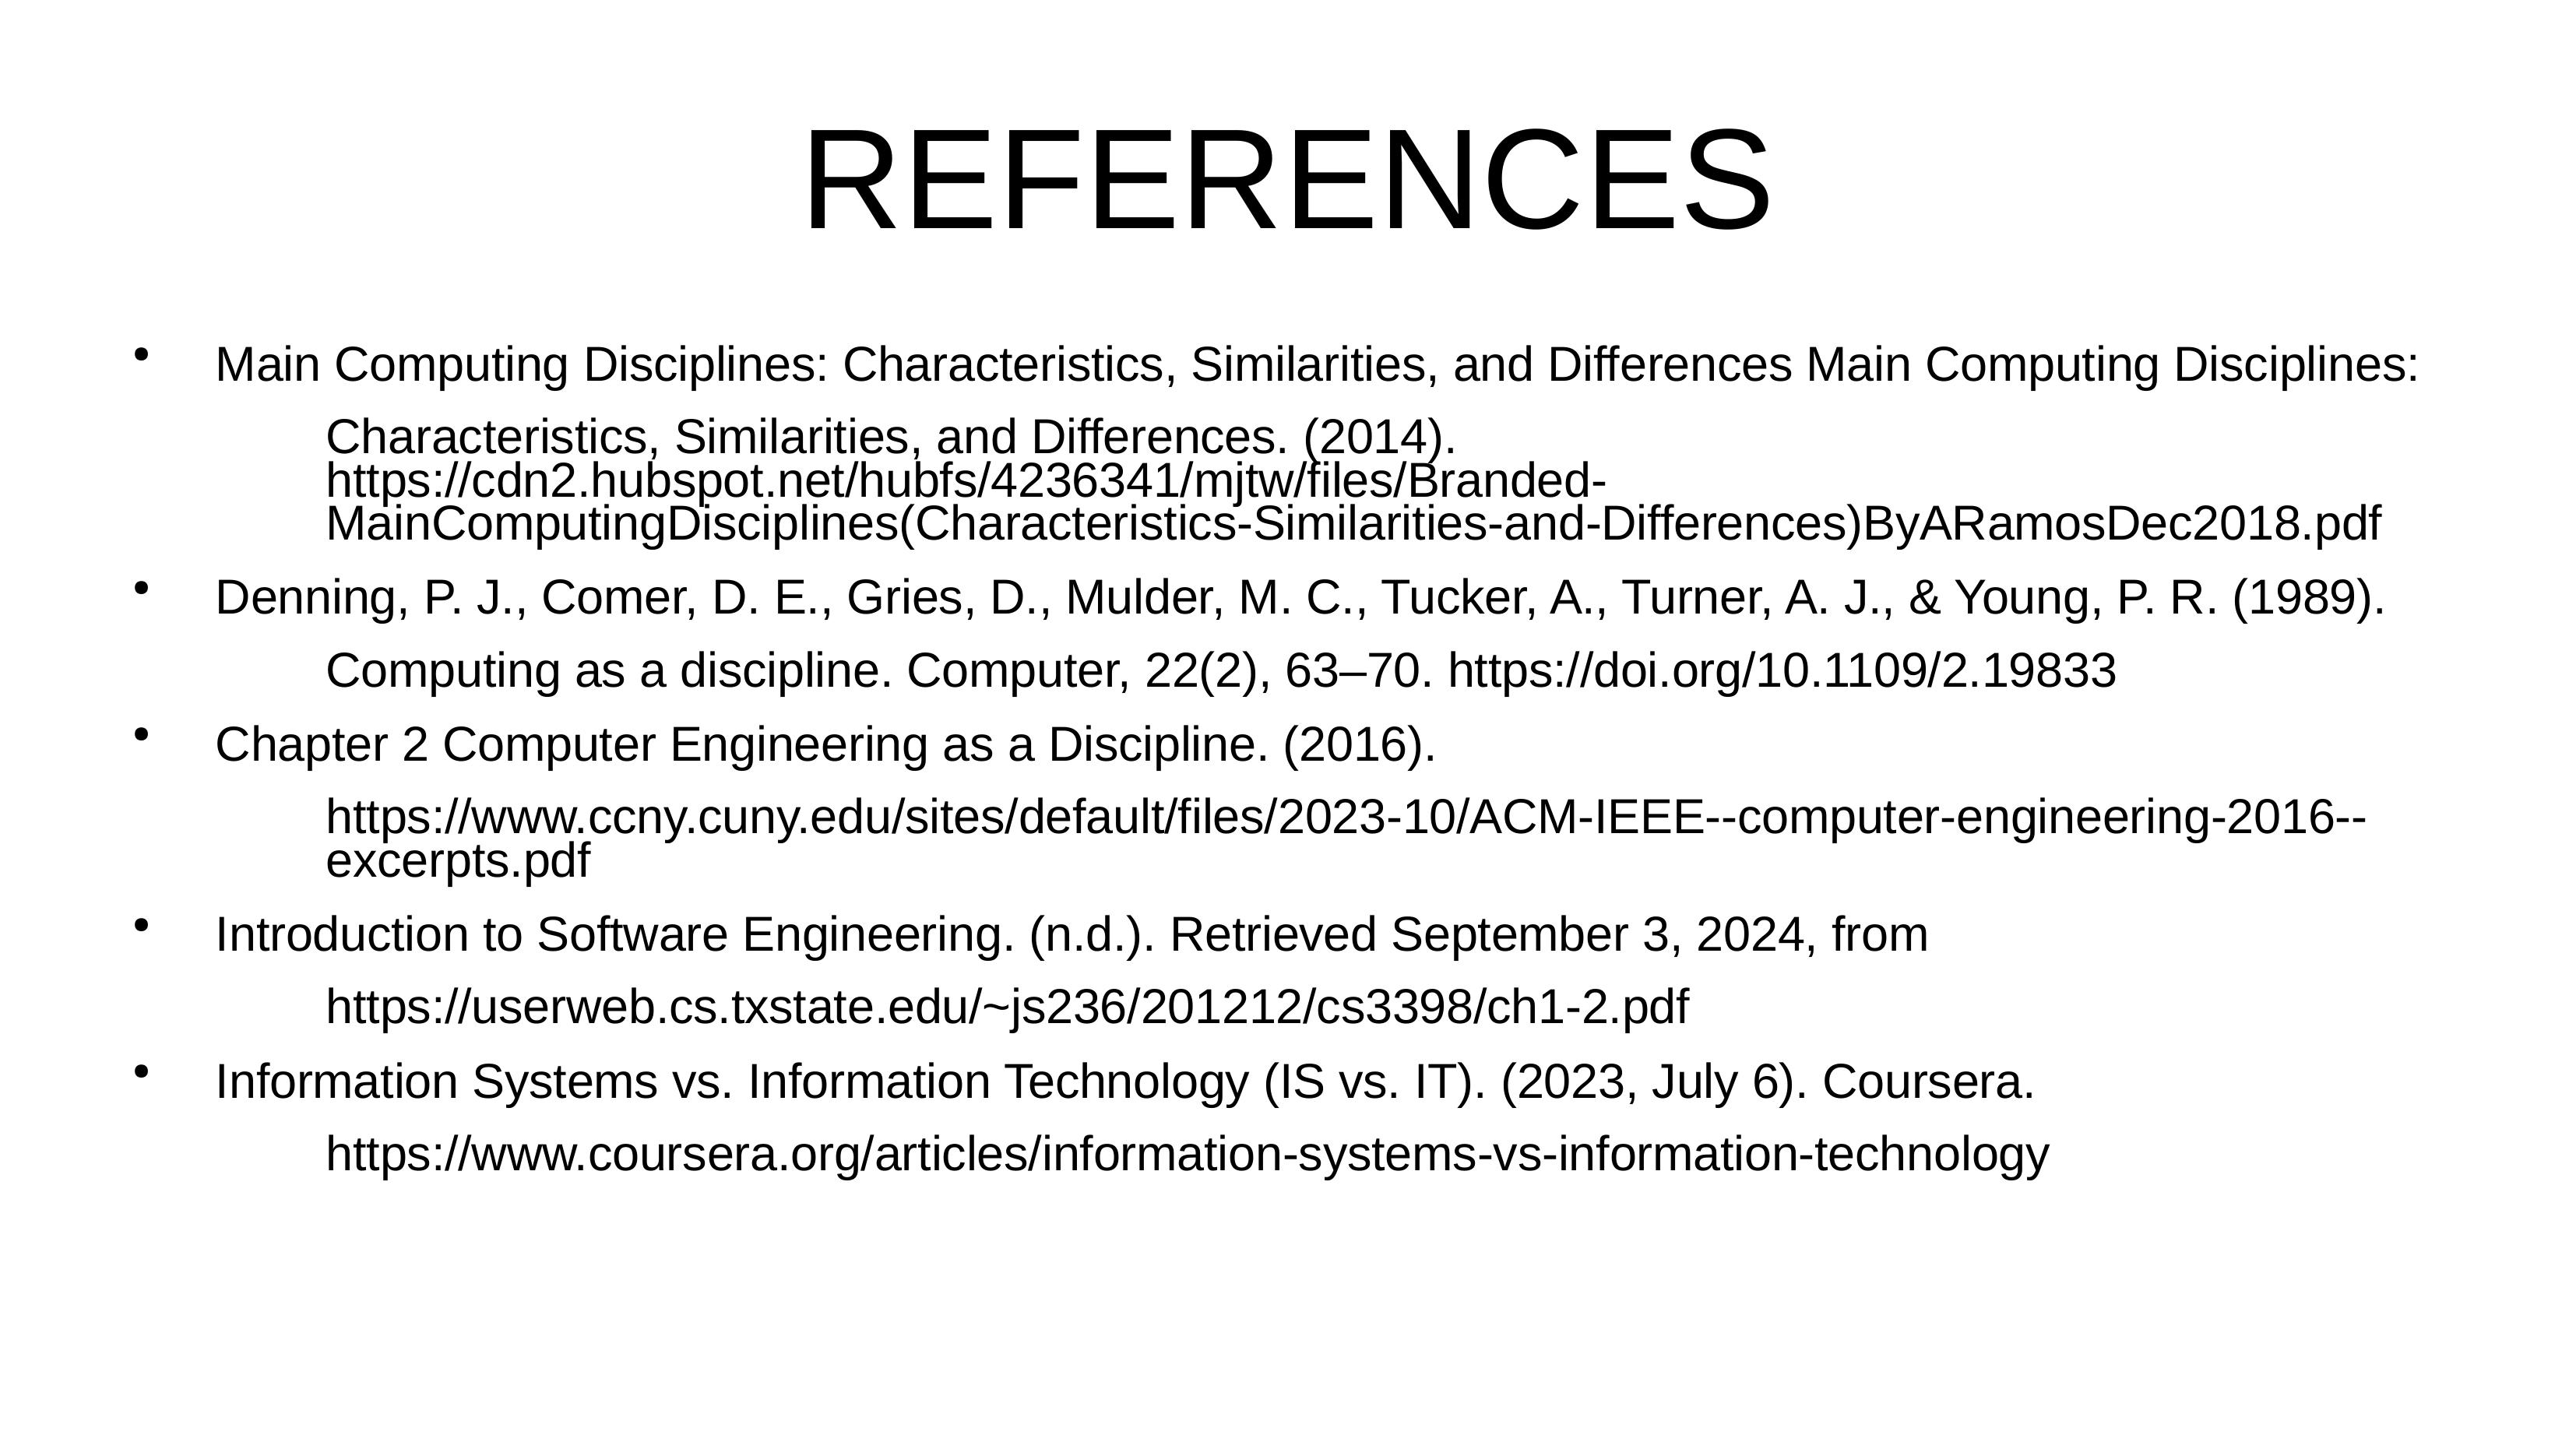 REFERENCES
• Main Computing Disciplines: Characteristics, Similarities, and Differences Main Computing Disciplines:
Characteristics, Similarities, and Differences. (2014).
https://cdn2.hubspot.net/hubfs/4236341/mjtw/files/Branded-
MainComputingDisciplines(Characteristics-Similarities-and-Differences)ByARamosDec2018.pdf
• Denning, P. J., Comer, D. E., Gries, D., Mulder, M. C., Tucker, A., Turner, A. J., & Young, P. R. (1989).
Computing as a discipline. Computer, 22(2), 63–70. https://doi.org/10.1109/2.19833
• Chapter 2 Computer Engineering as a Discipline. (2016).
https://www.ccny.cuny.edu/sites/default/files/2023-10/ACM-IEEE--computer-engineering-2016--
excerpts.pdf
• Introduction to Software Engineering. (n.d.). Retrieved September 3, 2024, from
https://userweb.cs.txstate.edu/~js236/201212/cs3398/ch1-2.pdf
• Information Systems vs. Information Technology (IS vs. IT). (2023, July 6). Coursera.
https://www.coursera.org/articles/information-systems-vs-information-technology